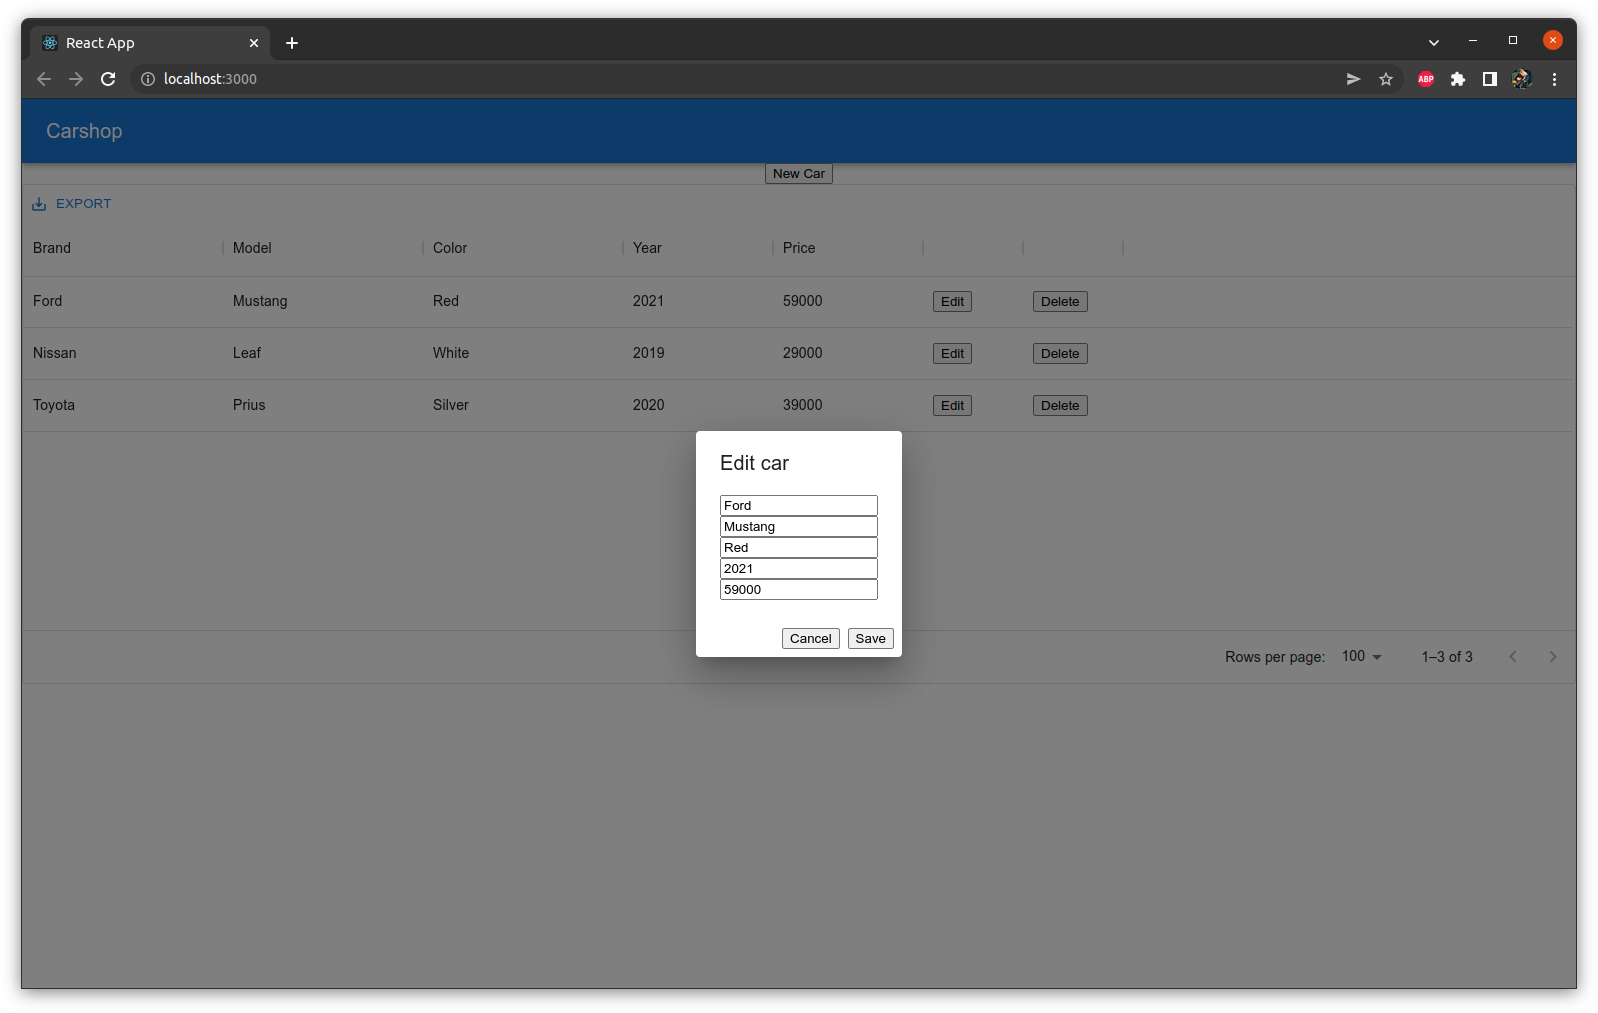 React App
localhost:3000
ABP
Carshop
New Car
EXPORT
Brand Model Color Year Price
Ford Mustang Red 2021 59000 Edit Delete
Nissan Leaf White 2019 29000 Edit Delete
Toyota Prius Silver 2020 39000 Edit Delete
Edit car
Ford
Mustang
Red
2021
59000
Cancel Save
Rows per page: 100 1–3 of 3